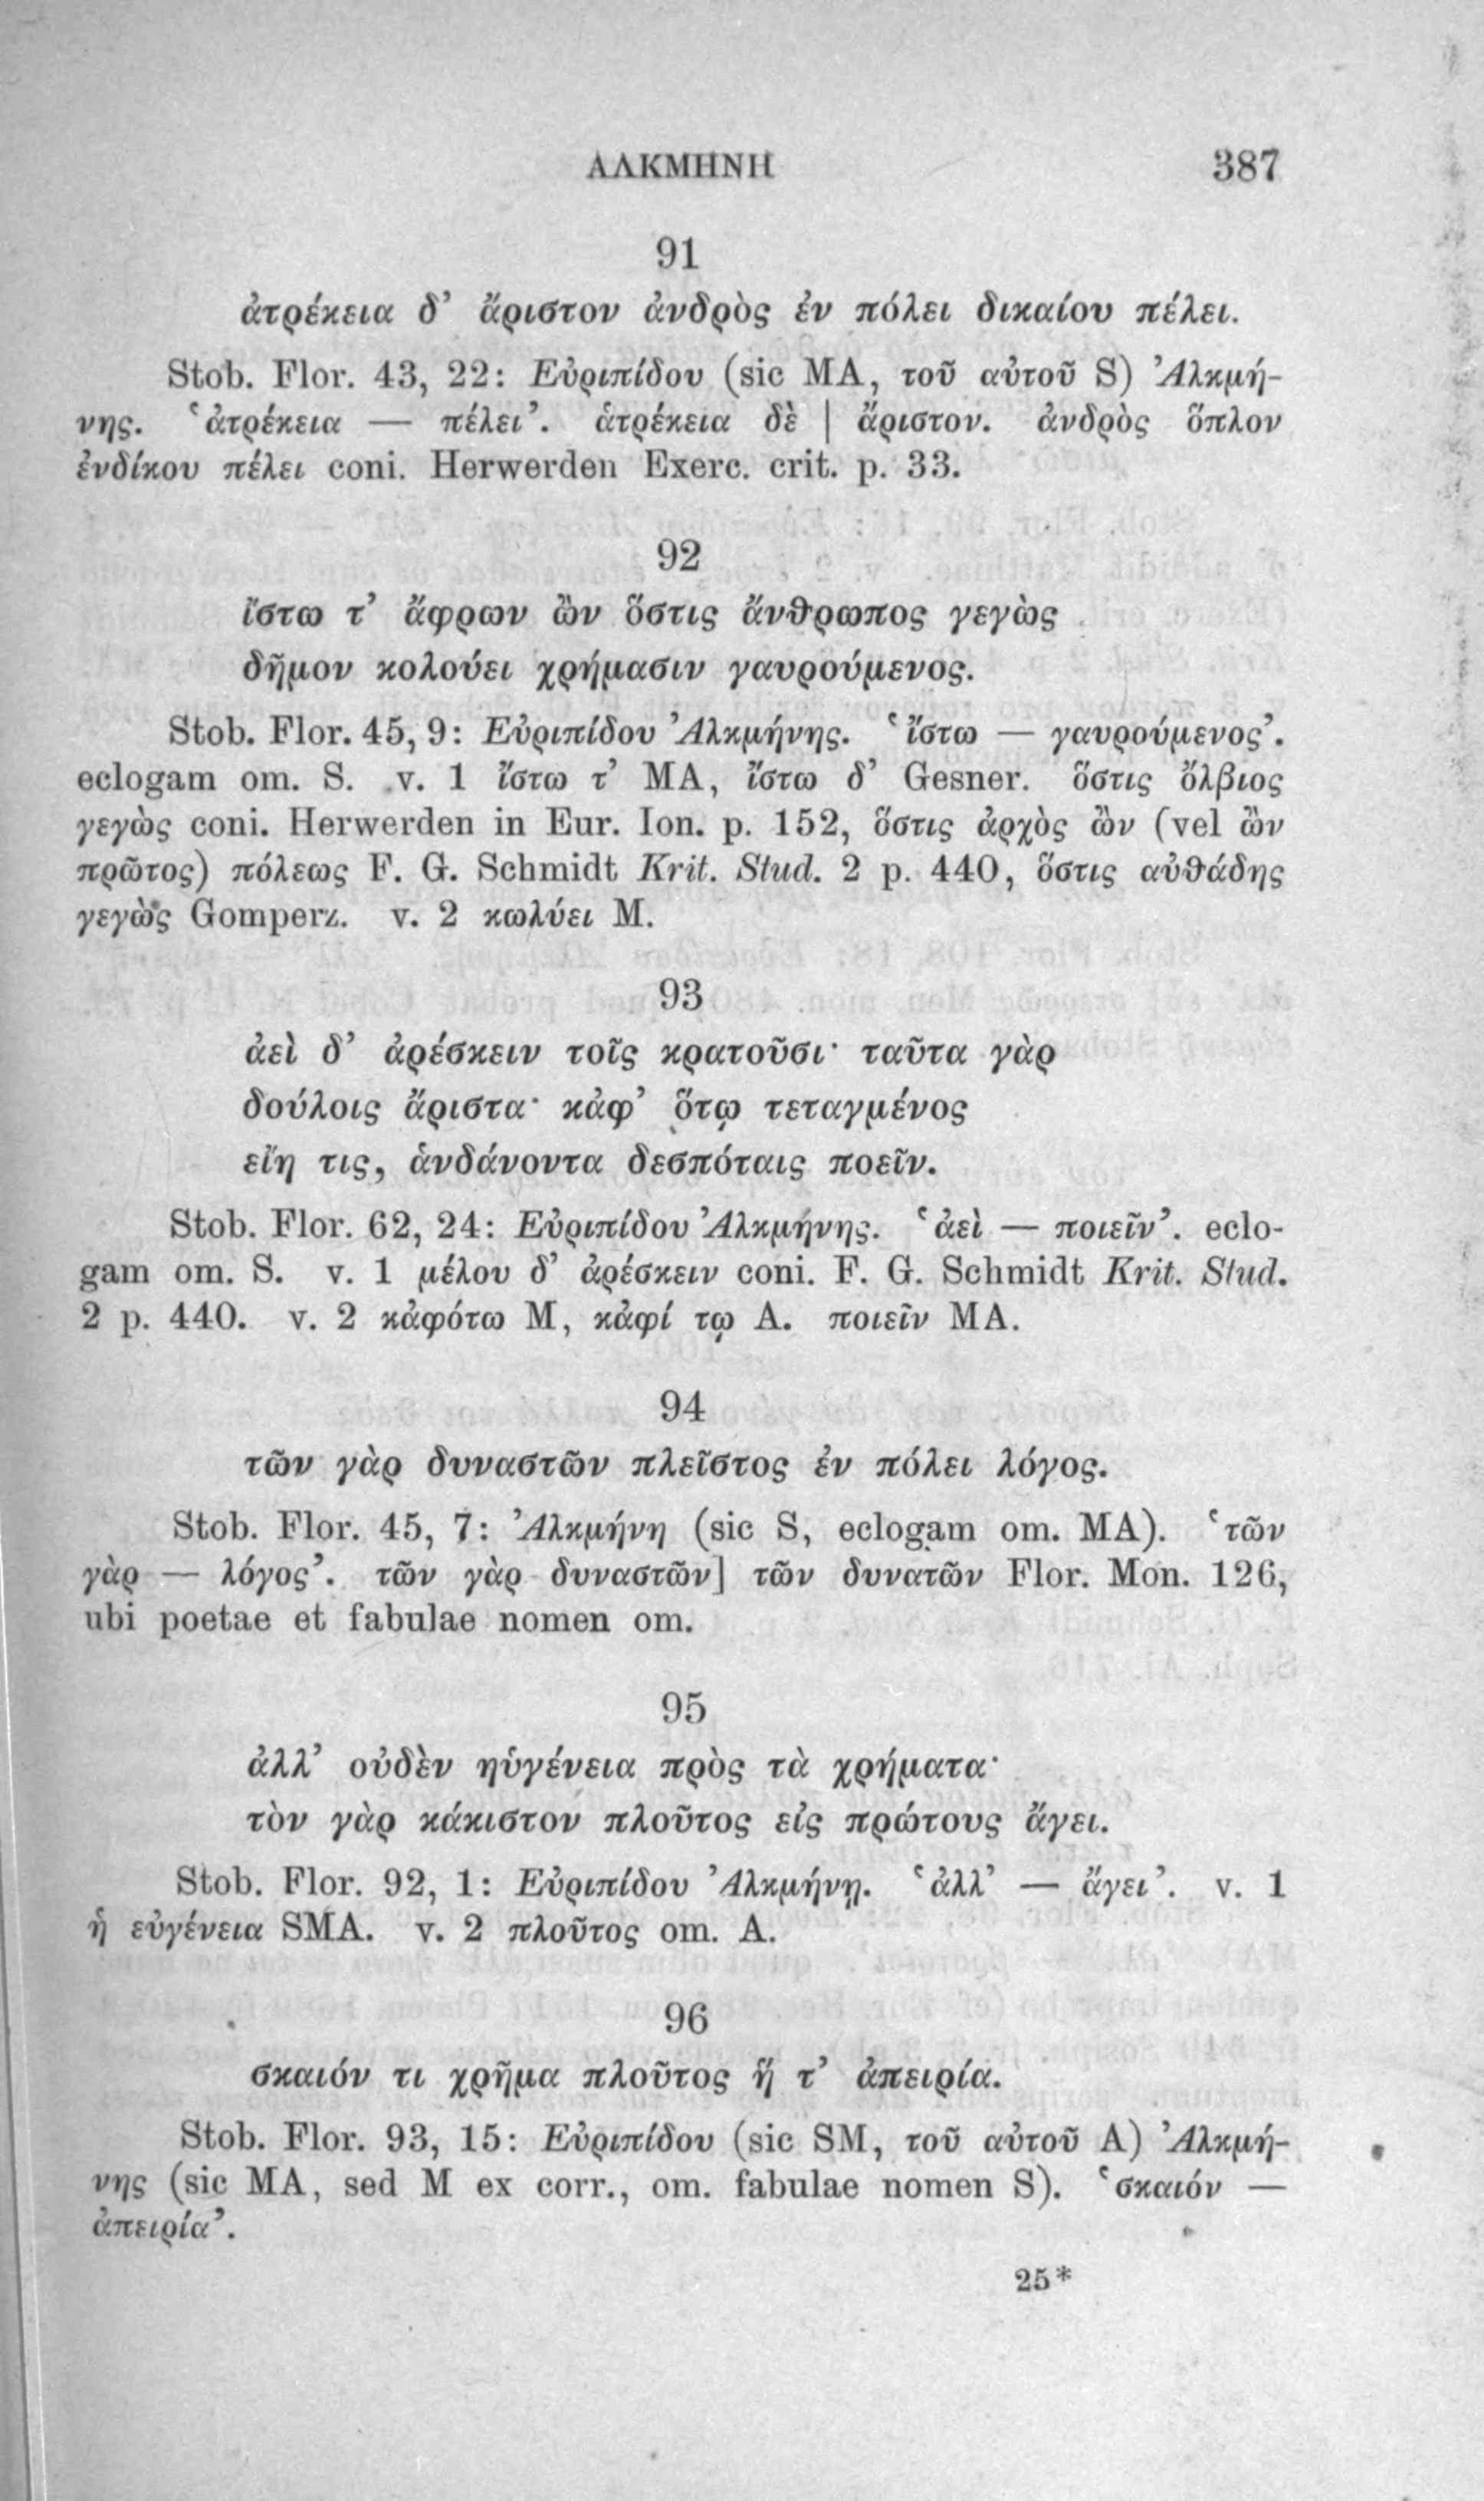 ΑΛΚΜΗΝΗ 387
91
ἀτρέκεια δ’ ἄριστον ἀνδρὸς ἐν πόλει δικαίου πέλει.
Stob. Flor. 43, 22: Εὐριπίδου (sic MA, τοῦ αὐτοῦ S) Ἀλκμή-
νης. ‘ἀτρέκεια — πέλει’. ἀτρέκεια δὲ | ἄριστον. ἀνδρὸς ὅπλον
ἐνδίκου πέλει coni. Herwerden Exerc. crit. p. 33.
92
ἴστω τ’ ἄφρων ὢν ὅστις ἄνθρωπος γεγὼς
δῆμον κολούει χρήμασιν γαυρούμενος.
Stob. Flor. 45, 9: Εὐριπίδου Ἀλκμήνης. ‘ἴστω — γαυρούμενος’.
eclogam om. S. v. 1 ἴστω τ’ MA, ἴστω δ’ Gesner. ὅστις ὄλβιος
γεγὼς coni. Herwerden in Eur. Ion. p. 152, ὅστις ἀρχὸς ὢν (vel ὢν
πρῶτος) πόλεως F. G. Schmidt Krit. Stud. 2 p. 440, ὅστις αὐθάδης
γεγὼς Gomperz. v. 2 κωλύει M.
93
ἀεὶ δ’ ἀρέσκειν τοῖς κρατοῦσι· ταῦτα γὰρ
δούλοις ἄριστα· κἀφ’ ὅτῳ τεταγμένος
εἴη τις, ἁνδάνοντα δεσπόταις ποεῖν.
Stob. Flor. 62, 24: Εὐριπίδου Ἀλκμήνης. ‘ἀεὶ — ποιεῖν’. eclo-
gam om. S. v. 1 μέλου δ’ ἀρέσκειν coni. F. G. Schmidt Krit. Stud.
2 p. 440. v. 2 κἀφότω M, κἀφί τῳ A. ποιεῖν MA.
94
τῶν γὰρ δυναστῶν πλεῖστος ἐν πόλει λόγος.
Stob. Flor. 45, 7: Ἀλκμήνη (sic S, eclogam om. MA). ‘τῶν
γὰρ — λόγος’. τῶν γὰρ δυναστῶν] τῶν δυνατῶν Flor. Mon. 126,
ubi poetae et fabulae nomen om.
95
ἀλλ’ οὐδὲν ηὑγένεια πρὸς τὰ χρήματα·
τὸν γὰρ κάκιστον πλοῦτος εἰς πρώτους ἄγει.
Stob. Flor. 92, 1: Εὐριπίδου Ἀλκμήνῃ. ‘ἀλλ’ — ἄγει’. v. 1
ἡ εὐγένεια SMA. v. 2 πλοῦτος om. A.
96
σκαιόν τι χρῆμα πλοῦτος ἥ τ’ ἀπειρία.
Stob. Flor. 93, 15: Εὐριπίδου (sic SM, τοῦ αὐτοῦ A) Ἀλκμή-
νης (sic MA, sed M ex corr., om. fabulae nomen S). ‘σκαιόν —
ἀπειρία’.
25*